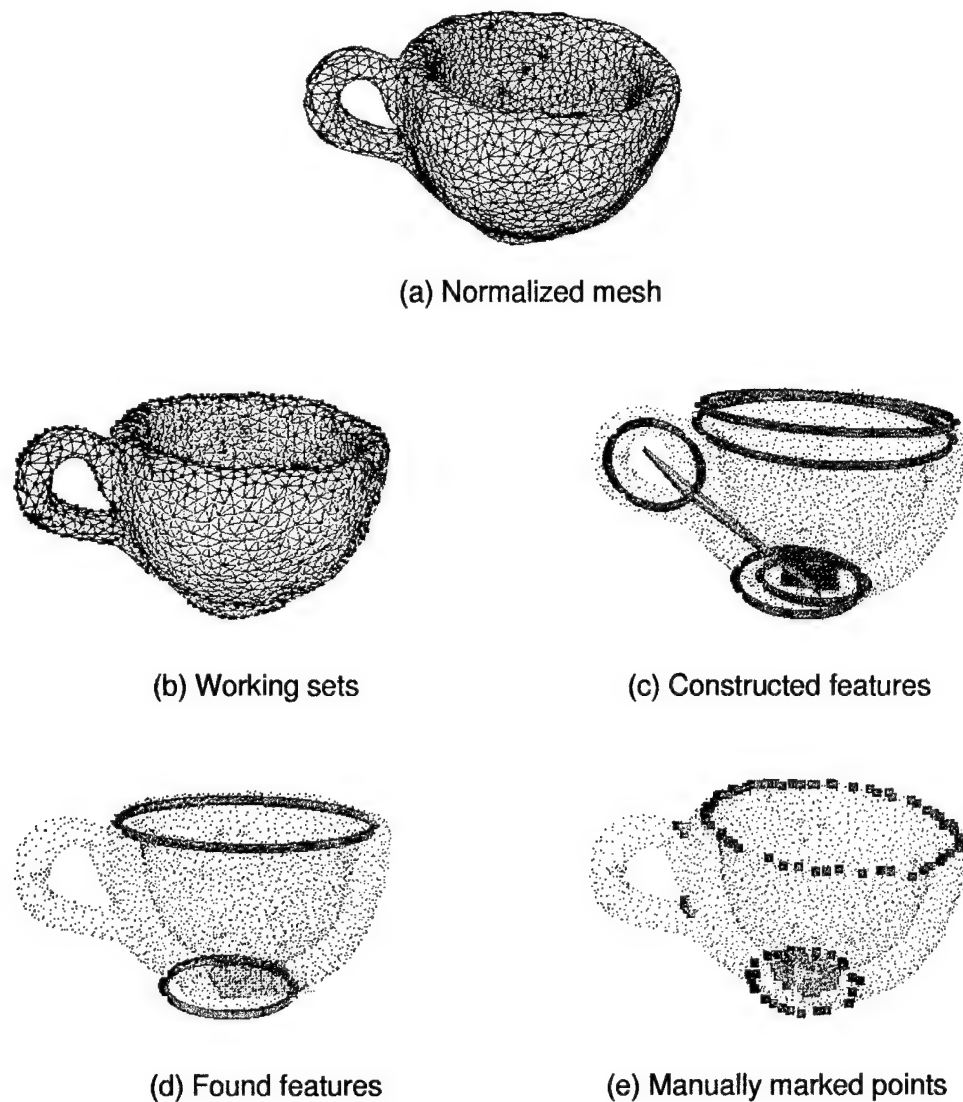 (a) Normalized mesh
(b) Working sets
(c) Constructed features
(d) Found features
(e) Manually marked points